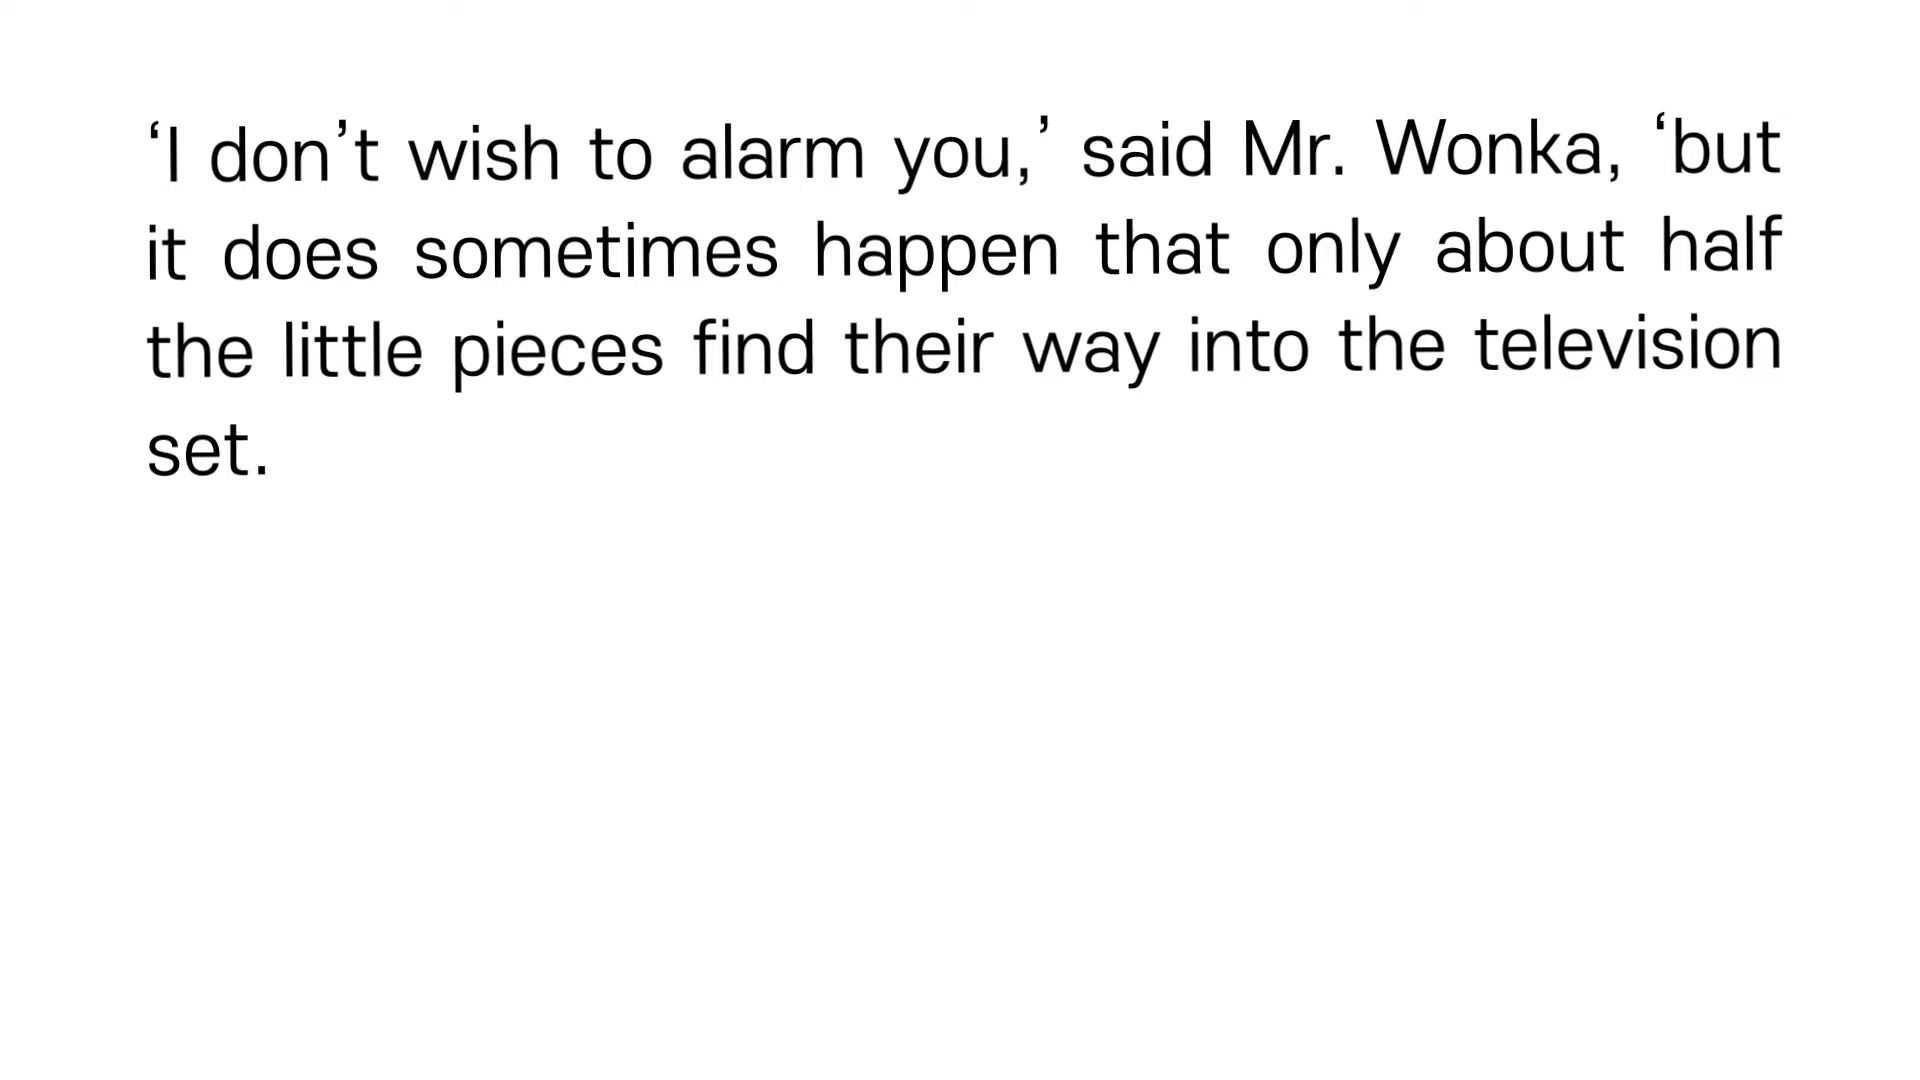 ‘I don’t wish to alarm you,’ said Mr. Wonka, ‘but
it does sometimes happen that only about half
the little pieces find their way into the television
set.